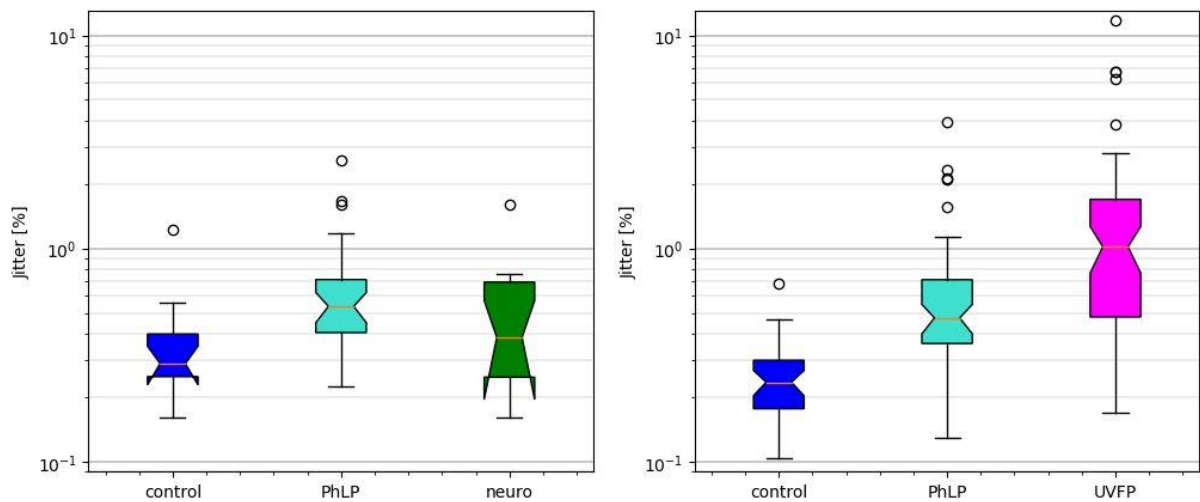 10¹
10⁰
10⁻¹
Jitter [%]
control PhLP neuro
10¹
10⁰
10⁻¹
Jitter [%]
control PhLP UVFP